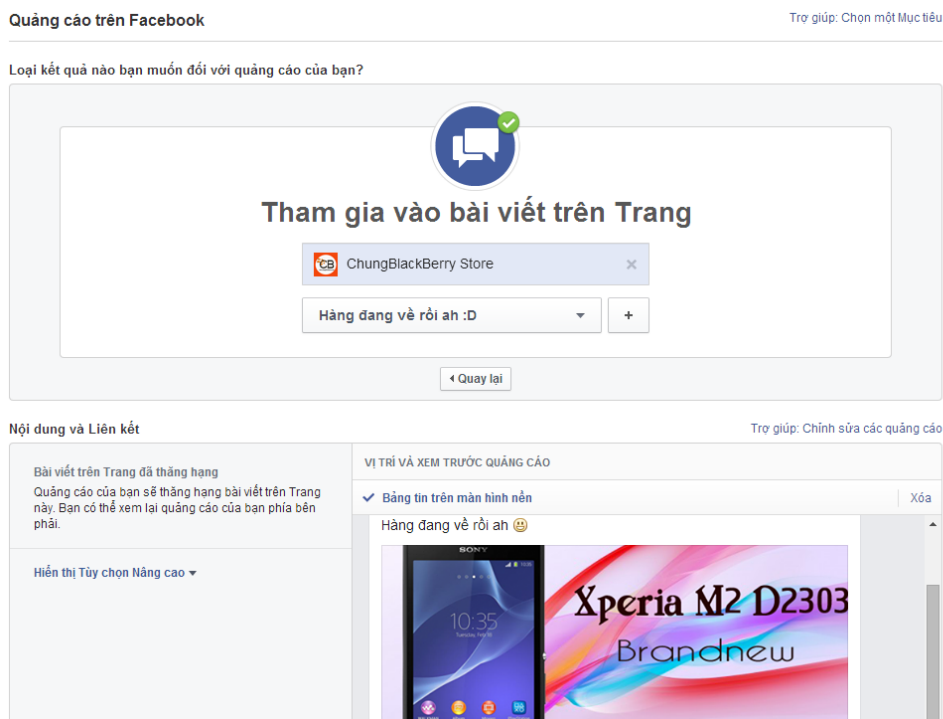 Quảng cáo trên Facebook
Trợ giúp: Chọn một Mục tiêu
Loại kết quả nào bạn muốn đối với quảng cáo của bạn?
Tham gia vào bài viết trên Trang
CB
ChungBlackBerry Store
Hàng đang về rồi ah :D
+
Quay lại
Nội dung và Liên kết
Trợ giúp: Chỉnh sửa các quảng cáo
Bài viết trên Trang đã thăng hạng
Quảng cáo của bạn sẽ thăng hạng bài viết trên Trang
này. Bạn có thể xem lại quảng cáo của bạn phía bên
phải.
Hiển thị Tùy chọn Nâng cao
VỊ TRÍ VÀ XEM TRƯỚC QUẢNG CÁO
Bảng tin trên màn hình nền
Xóa
Hàng đang về rồi ah
SONY
10:35
Xperia M2 D2303
Brandnew